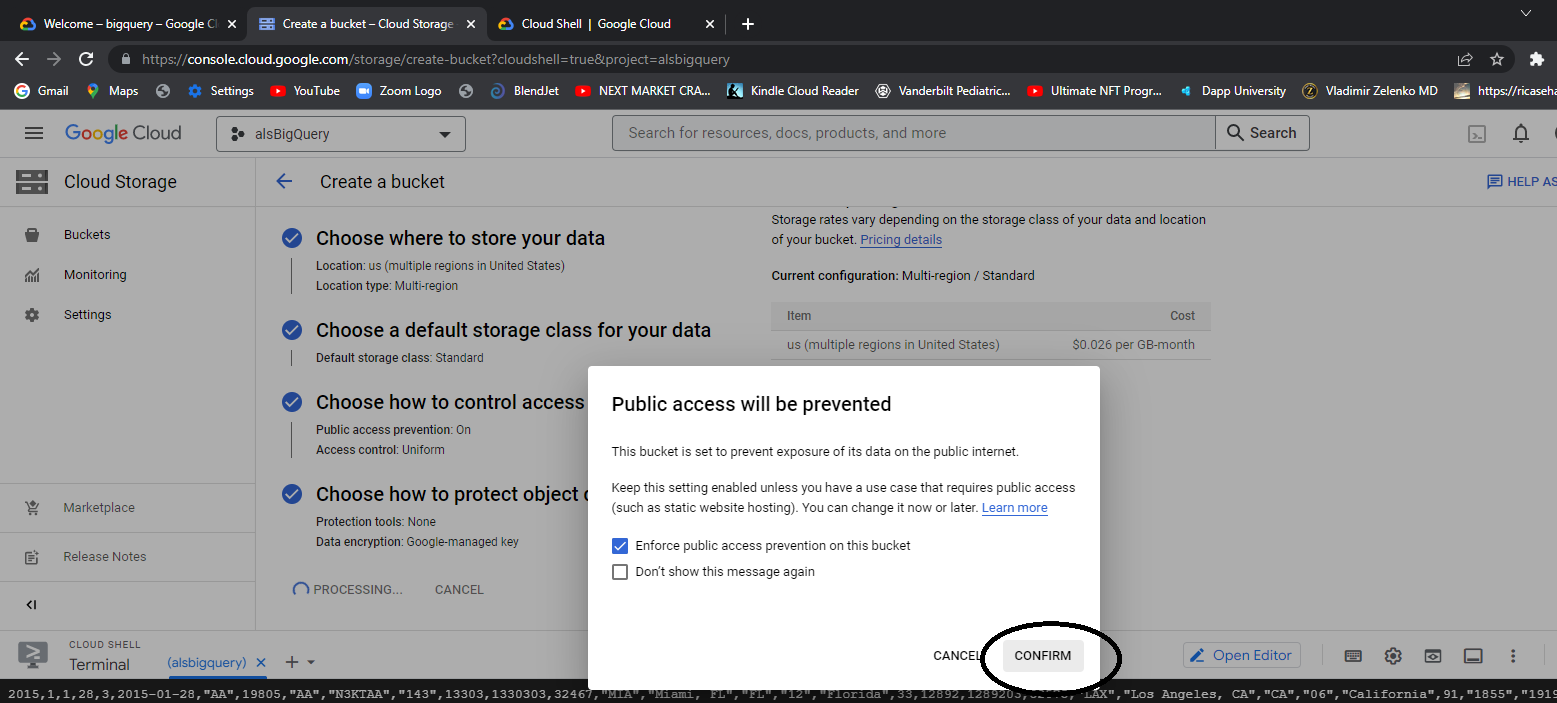 Welcome – bigquery – Google Cl
Create a bucket – Cloud Storage
Cloud Shell | Google Cloud
https://console.cloud.google.com/storage/create-bucket?cloudshell=true&project=alsbigquery
Gmail
Maps
Settings
YouTube
Zoom Logo
BlendJet
NEXT MARKET CRA...
Kindle Cloud Reader
Vanderbilt Pediatric...
Ultimate NFT Progr...
Dapp University
Vladimir Zelenko MD
https://ricaseha
Google Cloud
alsBigQuery
Search for resources, docs, products, and more
Search
Cloud Storage
Create a bucket
HELP AS
Buckets
Monitoring
Settings
Marketplace
Release Notes
Choose where to store your data
Location: us (multiple regions in United States)
Location type: Multi-region
Choose a default storage class for your data
Default storage class: Standard
Choose how to control access
Public access prevention: On
Access control: Uniform
Choose how to protect object
Protection tools: None
Data encryption: Google-managed key
PROCESSING...
CANCEL
Storage rates vary depending on the storage class of your data and location
of your bucket. Pricing details
Current configuration: Multi-region / Standard
Item Cost
us (multiple regions in United States) $0.026 per GB-month
Public access will be prevented
This bucket is set to prevent exposure of its data on the public internet.
Keep this setting enabled unless you have a use case that requires public access
(such as static website hosting). You can change it now or later. Learn more
Enforce public access prevention on this bucket
Don't show this message again
CANCEL
CONFIRM
CLOUD SHELL
Terminal
(alsbigquery)
Open Editor
2015,1,1,28,3,2015-01-28,"AA",19805,"AA","N3KTAA","143",13303,1330303,32467,"MIA","Miami, FL","FL","12","Florida",33,12892,1289203, "LAX","Los Angeles, CA","CA","06","California",91,"1855","1919